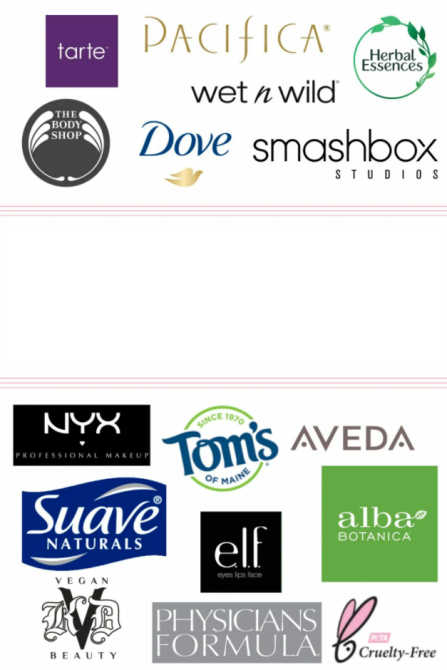 tarte™
PACIFICA®
Herbal
Essences
wet n wild®
THE
BODY
SHOP
Dove
smashbox
STUDIOS
NYX
PROFESSIONAL MAKEUP
SINCE 1970
Tom's
OF MAINE®
AVEDA
Suave®
NATURALS
alba
BOTANICA
e.l.f.
eyes lips face
VEGAN
KVD
BEAUTY
PHYSICIANS
FORMULA
PETA
Cruelty-Free